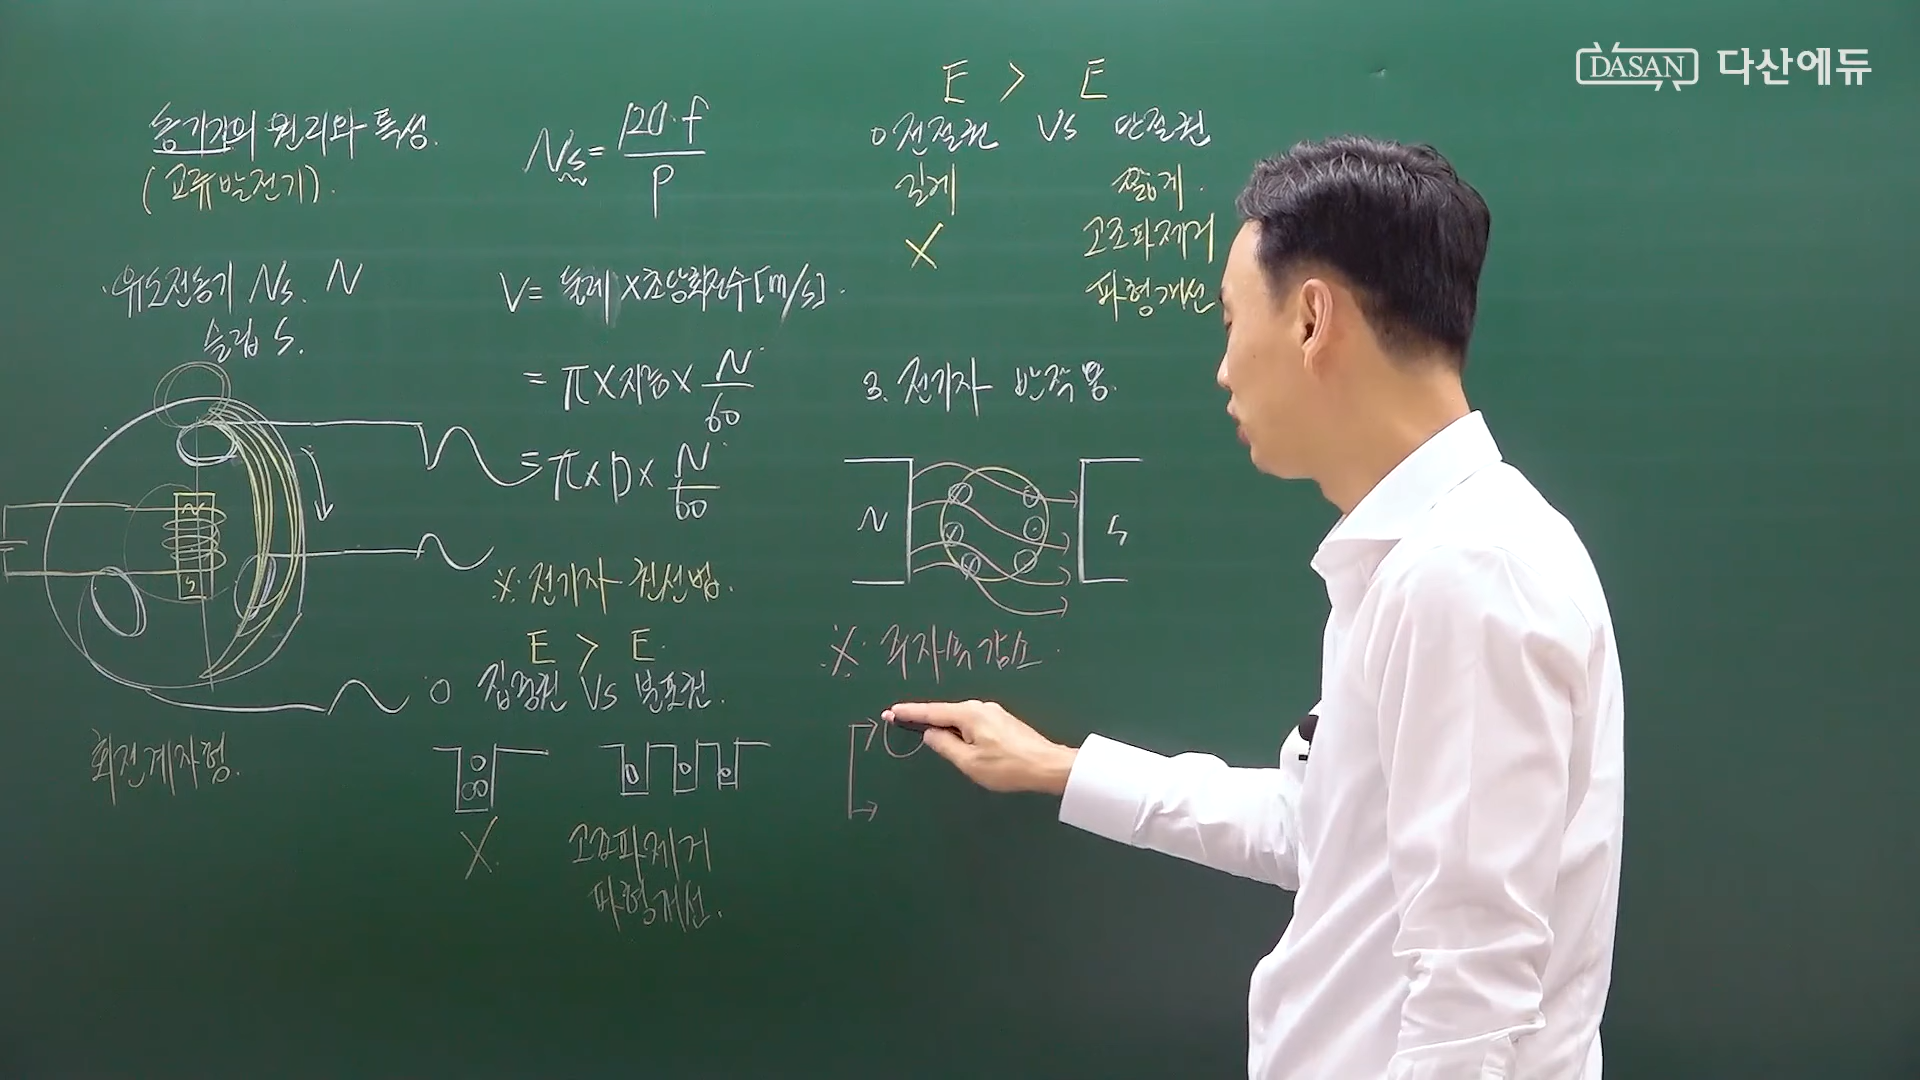 동기기의 원리와 특성.
(교류발전기).
유도전동기 Ns. N
슬립 S.
N
S
회전계자형.
Ns = 120·f / P
V = 둘레 × 초당회전수 [m/s].
= π × 지름 × N / 60
= π × D × N / 60
※. 전기자 권선법.
E > E.
○ 집중권 VS 분포권.
X.
고조파제거
파형개선.
E > E
○ 전절권 VS 단절권
길게
짧게.
X
고조파제거
파형개선
3. 전기자 반작용.
N
S
※. 주자속 감소.
DASAN 다산에듀